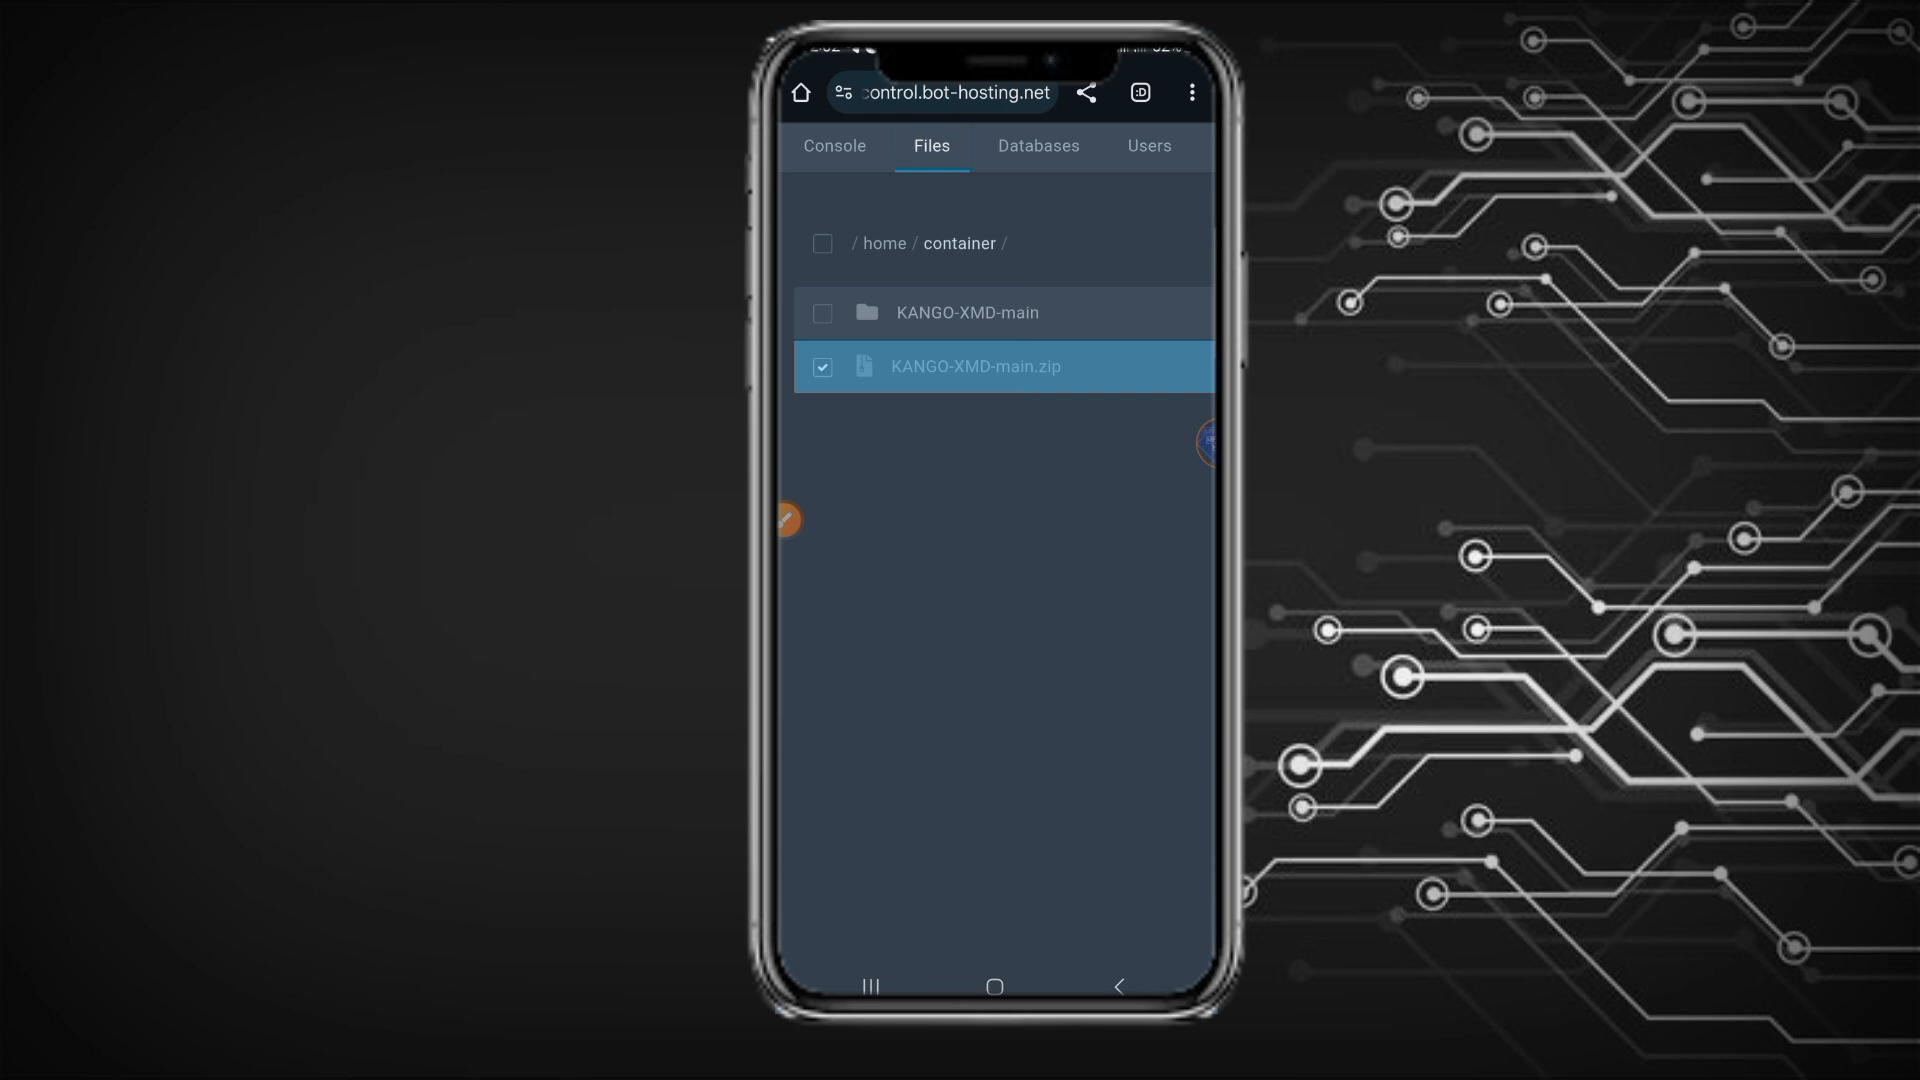 control.bot-hosting.net
:D
Console Files Databases Users
/ home / container /
KANGO-XMD-main
KANGO-XMD-main.zip